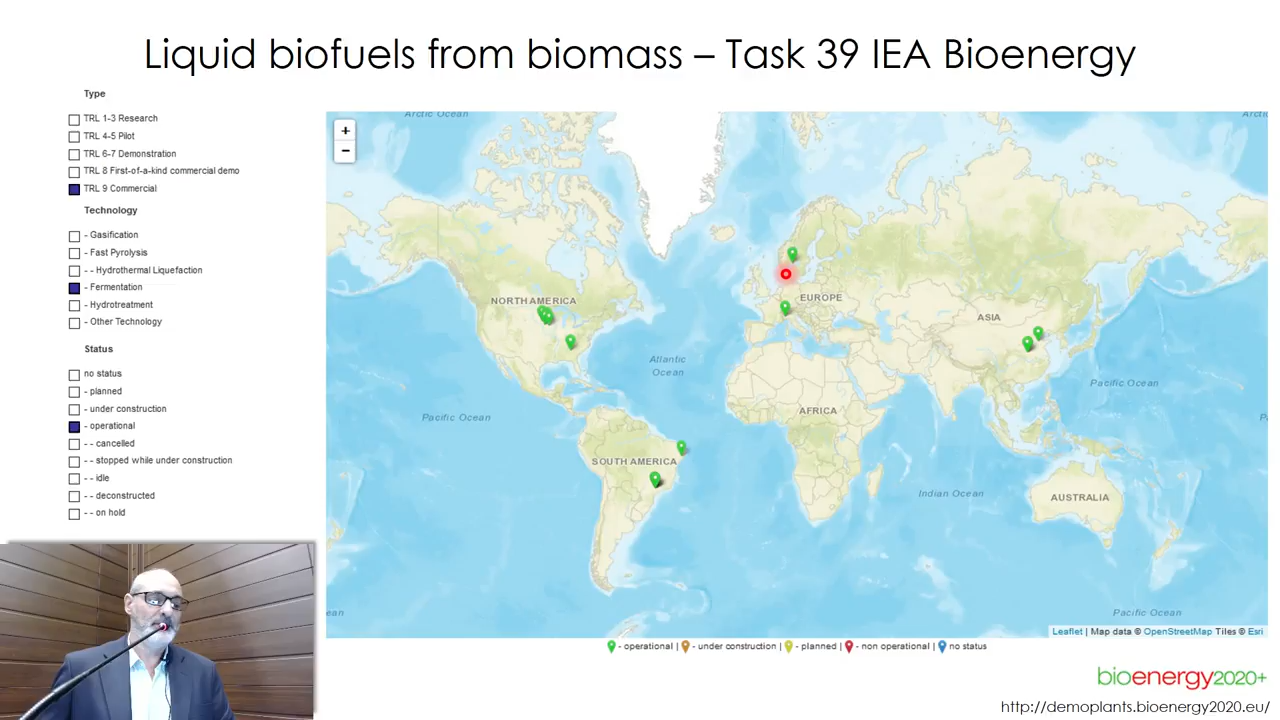 Liquid biofuels from biomass – Task 39 IEA Bioenergy
Type
TRL 1-3 Research
TRL 4-5 Pilot
TRL 6-7 Demonstration
TRL 8 First-of-a-kind commercial demo
TRL 9 Commercial
Technology
- Gasification
- Fast Pyrolysis
- - Hydrothermal Liquefaction
- Fermentation
- Hydrotreatment
- Other Technology
Status
no status
- planned
- under construction
- operational
- - cancelled
- - stopped while under construction
- - idle
- - deconstructed
- - on hold
+
−
Arctic Ocean
Arctic Ocean
Arcti
NORTH AMERICA
EUROPE
ASIA
Atlantic
Ocean
Pacific Ocean
Pacific Ocean
AFRICA
SOUTH AMERICA
Indian Ocean
AUSTRALIA
ean
Pacific Ocean
Leaflet | Map data © OpenStreetMap Tiles © Esri
- operational | - under construction | - planned | - non operational | - no status
bioenergy2020+
http://demoplants.bioenergy2020.eu/